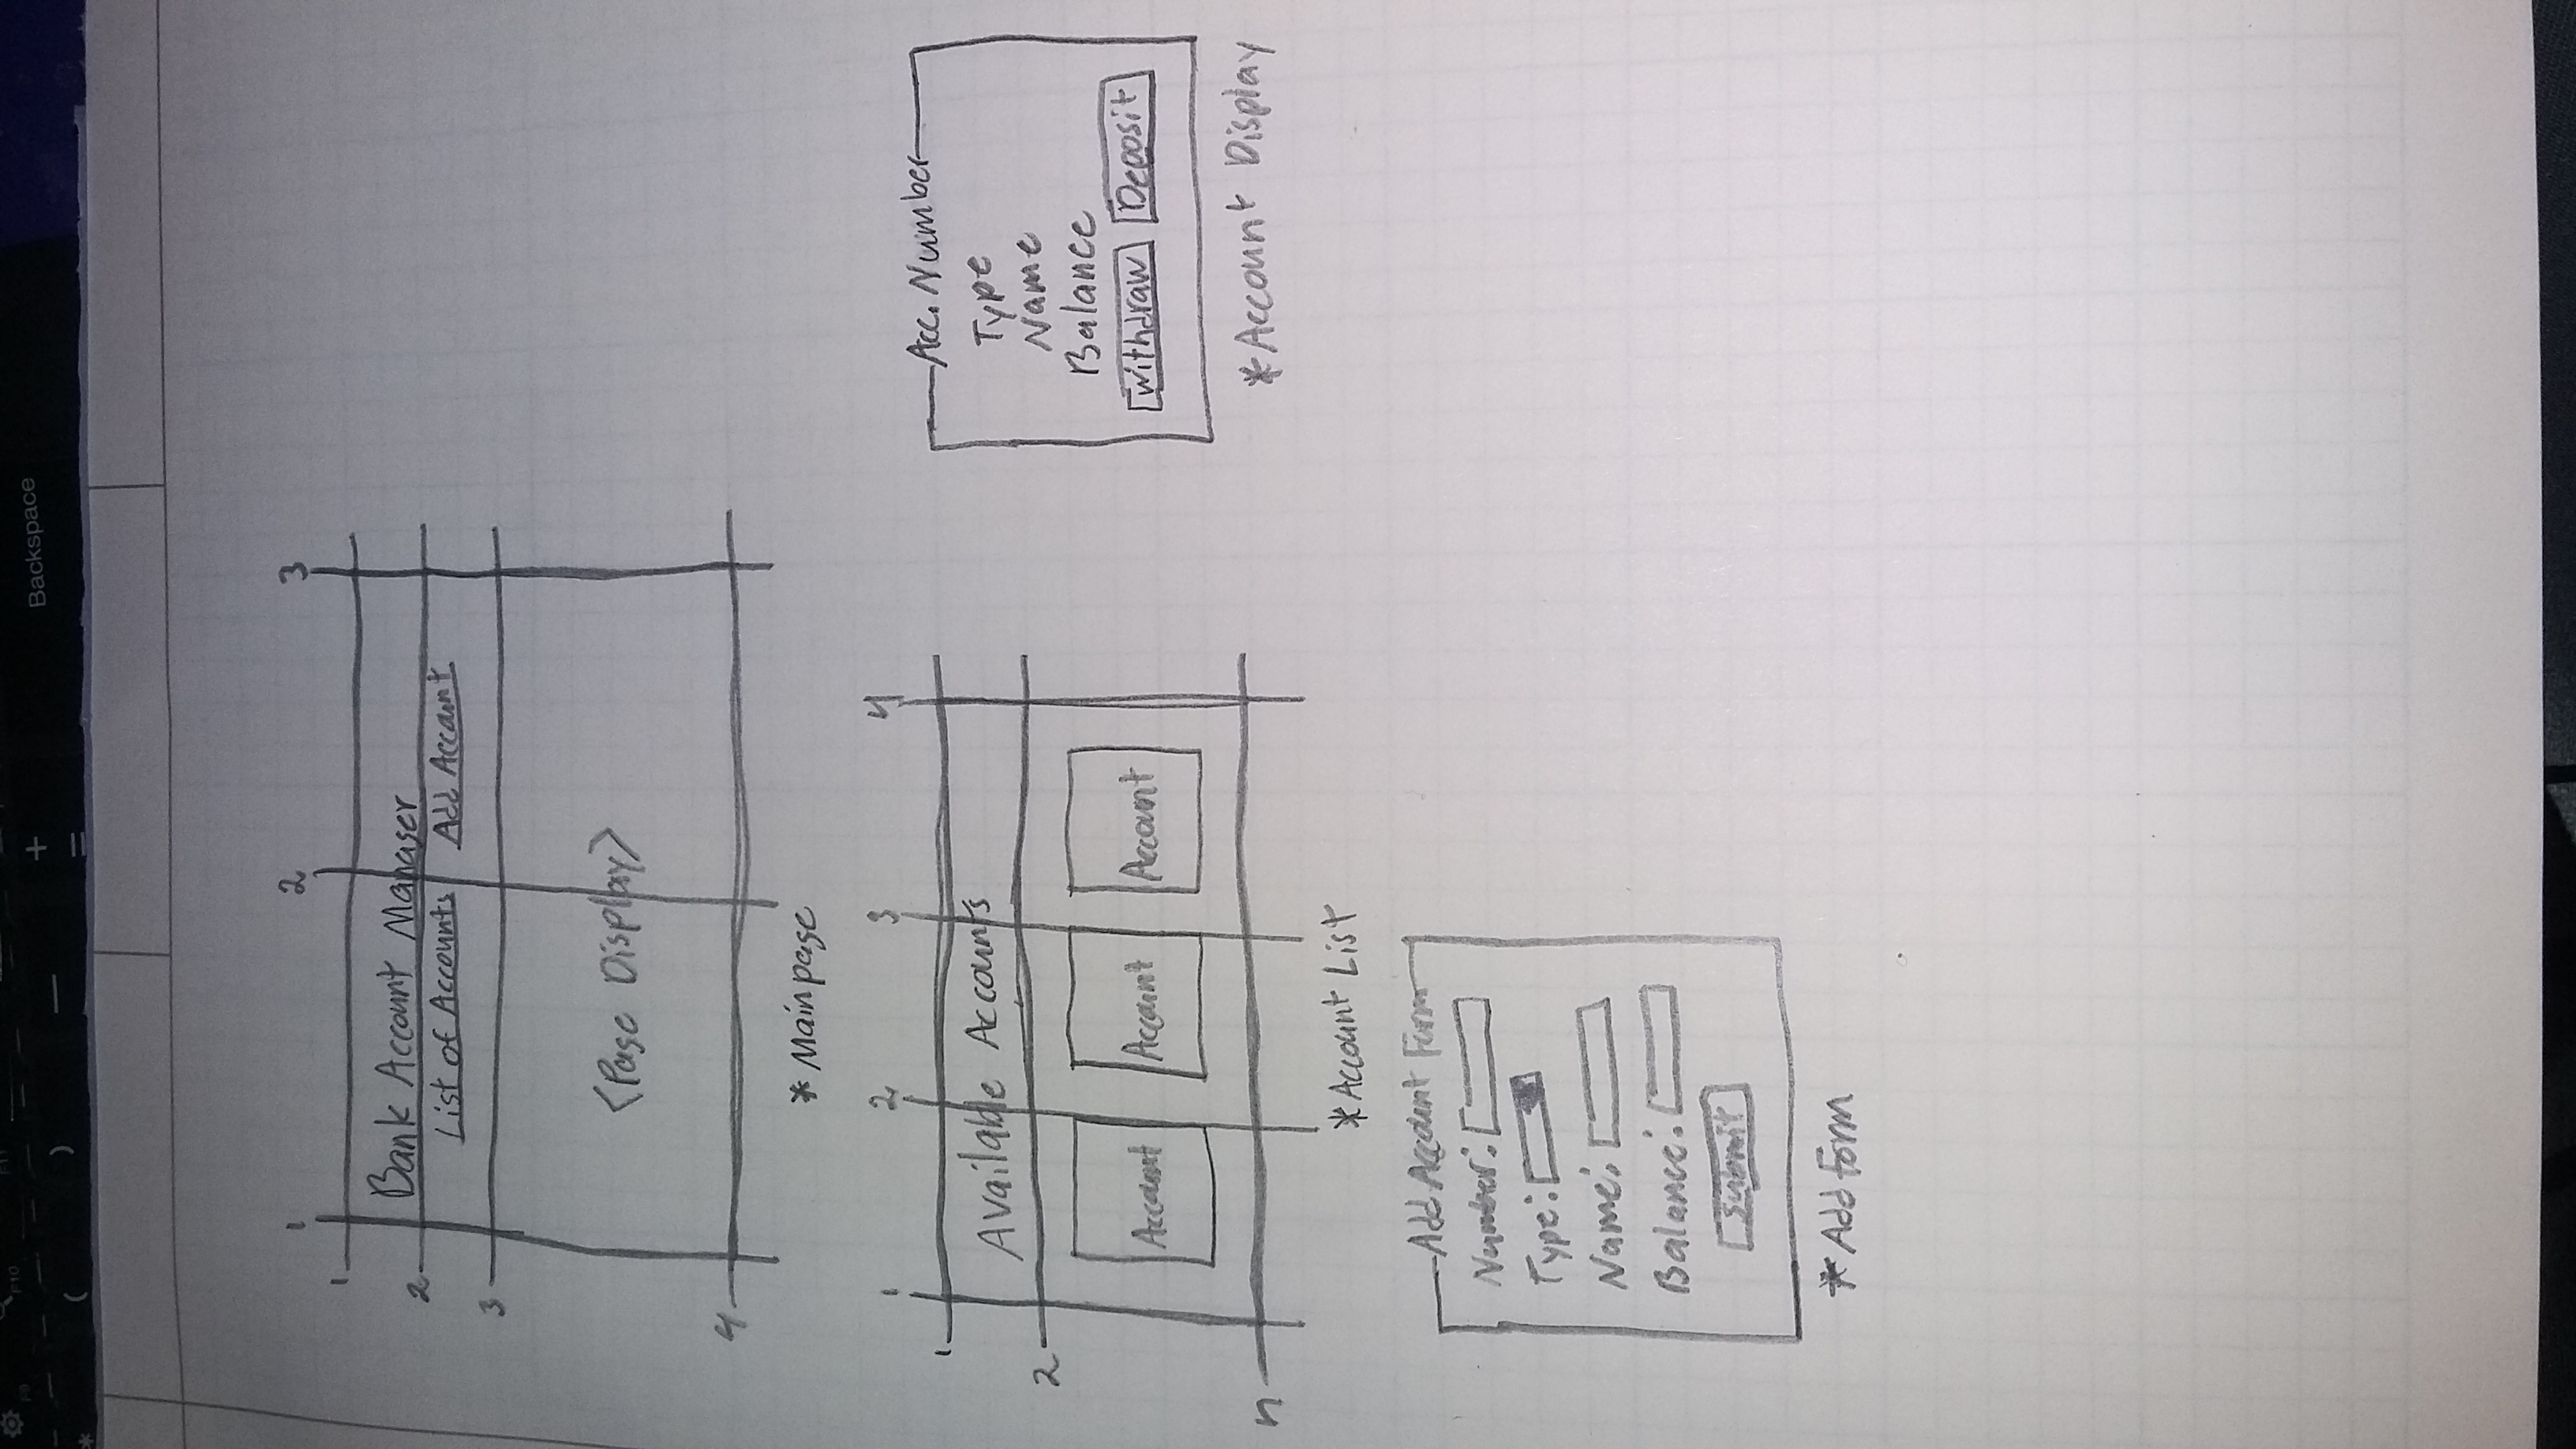 F9 F10 F11
* ( ) — + =
Backspace
1 2 3
1
Bank Account Manager
2
List of Accounts Add Account
3
<Page Display>
4
* Mainpage
1 2 3 4
1
Available Accounts
2
Account Account Account
n
* Account List
Acc. Number
Type
Name
Balance
Withdraw Deposit
* Account Display
Add Account Form
Number:
Type:
Name:
Balance:
Submit
* Add Form